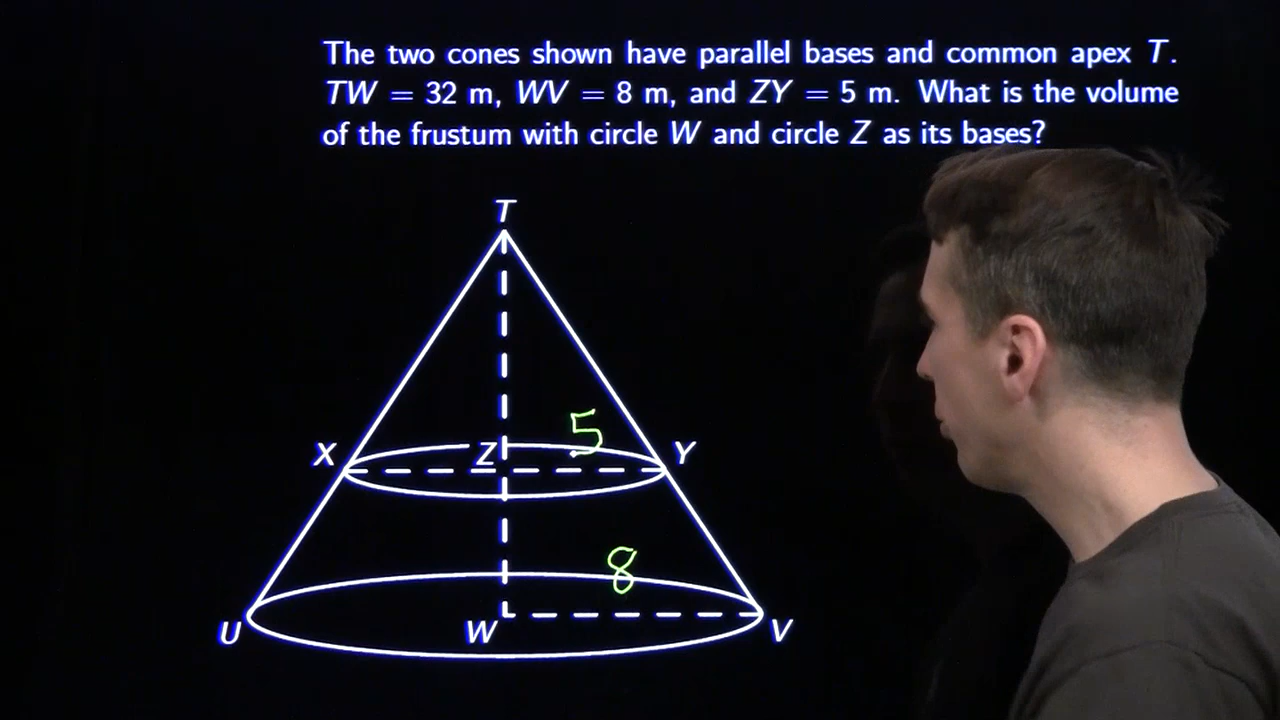 The two cones shown have parallel bases and common apex T.
TW = 32 m, WV = 8 m, and ZY = 5 m. What is the volume
of the frustum with circle W and circle Z as its bases?
T
5
X Z Y
8
U W V